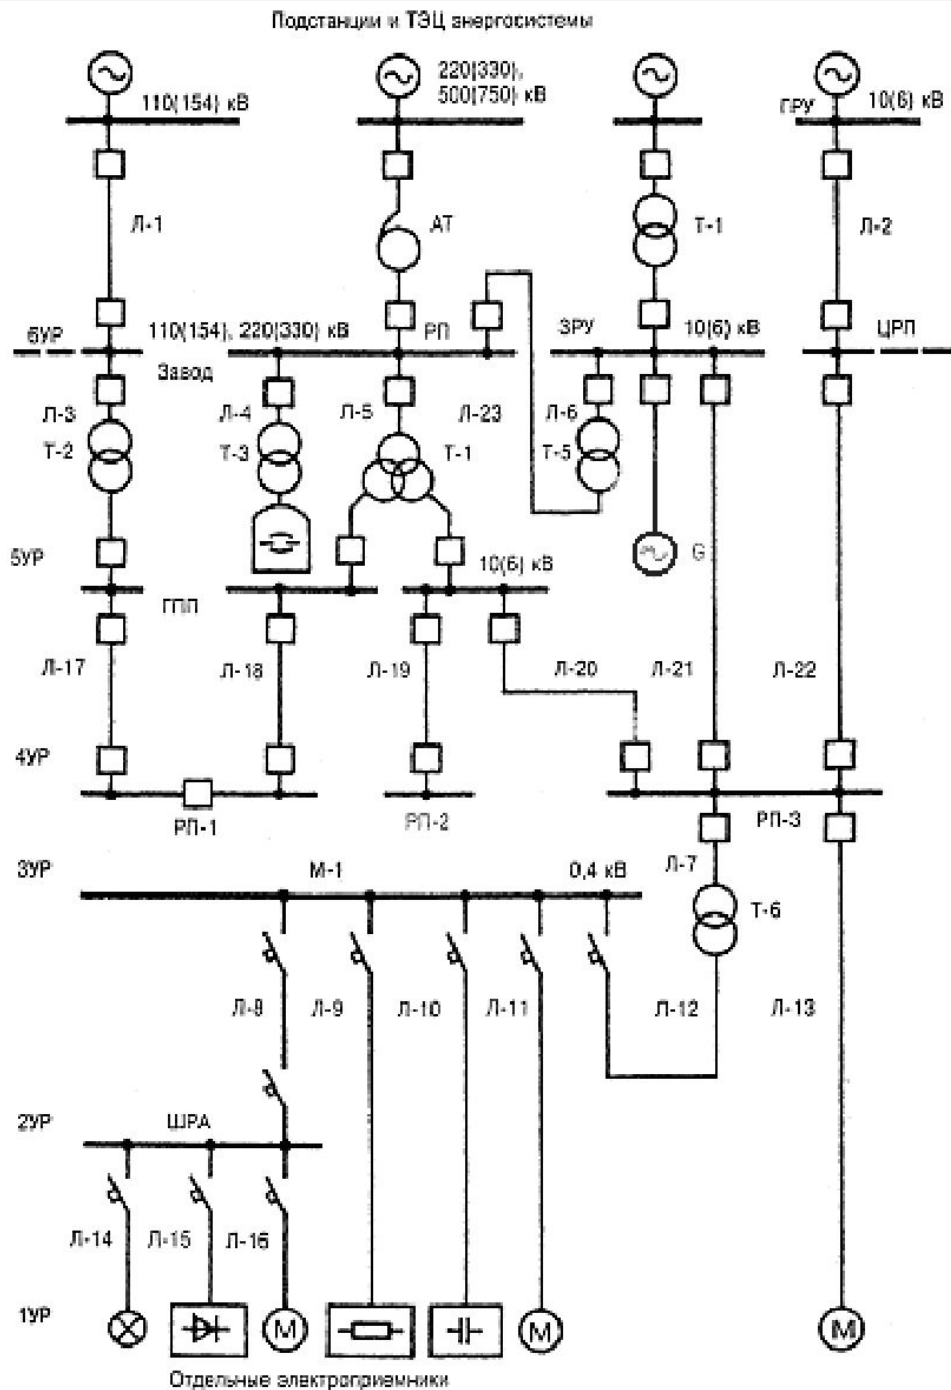 Подстанции и ТЭЦ энергосистемы
220(330),
500(750) кВ
110(154) кВ
ГРУ
10(6) кВ
Л-1
АТ
Т-1
Л-2
6УР
110(154), 220(330) кВ
РП
ЗРУ
10(6) кВ
ЦРП
Завод
Л-3
Т-2
Л-4
Т-3
Л-5
Т-1
Л-23
Л-6
Т-5
5УР
10(6) кВ
G
ГПП
Л-17
Л-18
Л-19
Л-20
Л-21
Л-22
4УР
РП-1
РП-2
РП-3
3УР
М-1
0,4 кВ
Л-7
Т-6
Л-8
Л-9
Л-10
Л-11
Л-12
Л-13
2УР
ШРА
Л-14
Л-15
Л-16
1УР
М
М
М
Отдельные электроприемники